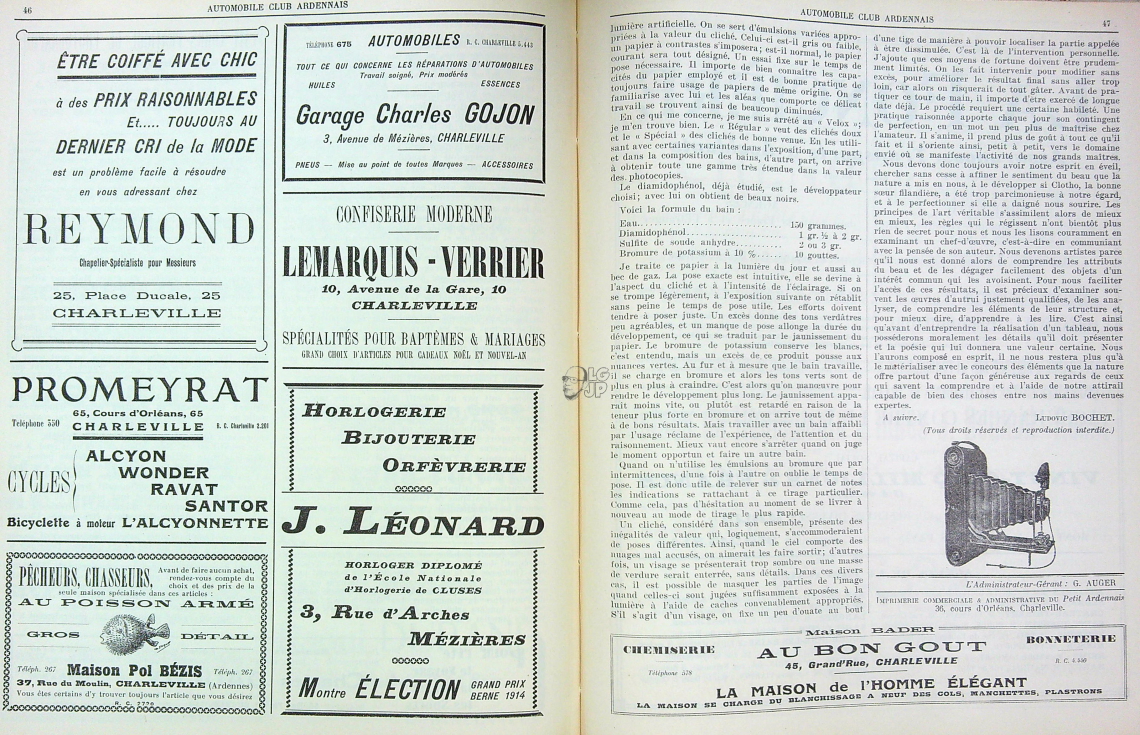 46
AUTOMOBILE CLUB ARDENNAIS
ÊTRE COIFFÉ AVEC CHIC
à des PRIX RAISONNABLES
Et..... TOUJOURS AU
DERNIER CRI de la MODE
est un problème facile à résoudre
en vous adressant chez
REYMOND
Chapelier-Spécialiste pour Messieurs
25, Place Ducale, 25
CHARLEVILLE
PROMEYRAT
65, Cours d'Orléans, 65
Téléphone 350
CHARLEVILLE
R. C. Charleville 3.201
CYCLES
ALCYON
WONDER
RAVAT
SANTOR
Bicyclette à moteur L'ALCYONNETTE
PÊCHEURS, CHASSEURS,
Avant de faire aucun achat,
rendez-vous compte du
choix et des prix de la
seule maison spécialisée dans ces articles :
AU POISSON ARMÉ
GROS
DÉTAIL
Téléph. 267
Maison Pol BÉZIS
Téléph. 267
37, Rue du Moulin, CHARLEVILLE (Ardennes)
Vous êtes certains d'y trouver toujours l'article que vous désirez
R. C. 7778
TÉLÉPHONE 675
AUTOMOBILES
R. C. CHARLEVILLE 5.443
TOUT CE QUI CONCERNE LES RÉPARATIONS D'AUTOMOBILES
Travail soigné, Prix modérés
HUILES
ESSENCES
Garage Charles GOJON
3, Avenue de Mézières, CHARLEVILLE
PNEUS — Mise au point de toutes Marques — ACCESSOIRES
CONFISERIE MODERNE
LEMARQUIS - VERRIER
10, Avenue de la Gare, 10
CHARLEVILLE
SPÉCIALITÉS POUR BAPTÊMES & MARIAGES
GRAND CHOIX D'ARTICLES POUR CADEAUX NOËL ET NOUVEL-AN
HORLOGERIE
BIJOUTERIE
ORFÈVRERIE
J. LÉONARD
HORLOGER DIPLOMÉ
de l'École Nationale
d'Horlogerie de CLUSES
3, Rue d'Arches
MÉZIÈRES
Montre ÉLECTION
GRAND PRIX
BERNE 1914
AUTOMOBILE CLUB ARDENNAIS
47
lumière artificielle. On se sert d'émulsions variées appro-
priées à la valeur du cliché. Celui-ci est-il gris ou faible,
un papier à contrastes s'imposera; est-il normal, le papier
courant sera tout désigné. Un essai fixe sur le temps de
pose nécessaire. Il importe de bien connaître les capa-
cités du papier employé et il est de bonne pratique de
toujours faire usage de papiers de même origine. On se
familiarise avec lui et les aléas que comporte ce délicat
travail se trouvent ainsi de beaucoup diminués.
En ce qui me concerne, je me suis arrêté au « Velox » ;
je m'en trouve bien. Le « Régular » veut des clichés doux
et le « Spécial » des clichés de bonne venue. En les utili-
sant avec certaines variantes dans l'exposition, d'une part,
et dans la composition des bains, d'autre part, on arrive
à obtenir toute une gamme très étendue dans la valeur
des photocopies.
Le diamidophénol, déjà étudié, est le développateur
choisi; avec lui on obtient de beaux noirs.
Voici la formule du bain :
Eau................................ 150 grammes.
Diamidophénol........................ 1 gr. ½ à 2 gr.
Sulfite de soude anhydre............ 2 ou 3 gr.
Bromure de potassium à 10 %...... 10 gouttes.
Je traite ce papier à la lumière du jour et aussi au
bec de gaz. La pose exacte est intuitive, elle se devine à
l'aspect du cliché et à l'intensité de l'éclairage. Si on
se trompe légèrement, à l'exposition suivante on rétablit
sans peine le temps de pose utile. Les efforts doivent
tendre à poser juste. Un excès donne des tons verdâtres
peu agréables, et un manque de pose allonge la durée du
développement, ce qui se traduit par le jaunissement du
papier. Le bromure de potassium conserve les blancs,
c'est entendu, mais un excès de ce produit pousse aux
nuances vertes. Au fur et à mesure que le bain travaille,
il se charge en bromure et alors les tons verts sont de
plus en plus à craindre. C'est alors qu'on manœuvre pour
rendre le développement plus long. Le jaunissement appa-
raît moins vite, ou plutôt est retardé en raison de la
teneur plus forte en bromure et on arrive tout de même
à de bons résultats. Mais travailler avec un bain affaibli
par l'usage réclame de l'expérience, de l'attention et du
raisonnement. Mieux vaut encore s'arrêter quand on juge
le moment opportun et faire un autre bain.
Quand on n'utilise les émulsions au bromure que par
intermittences, d'une fois à l'autre on oublie le temps de
pose. Il est donc utile de relever sur un carnet de notes
les indications se rattachant à ce tirage particulier.
Comme cela, pas d'hésitation au moment de se livrer à
nouveau au mode de tirage le plus rapide.
Un cliché, considéré dans son ensemble, présente des
inégalités de valeur qui, logiquement, s'accommoderaient
de poses différentes. Ainsi, quand le ciel comporte des
nuages mal accusés, on aimerait les faire sortir; d'autres
fois, un visage se présenterait trop sombre ou une masse
de verdure serait enterrée, sans détails. Dans ces divers
cas, il est possible de masquer les parties de l'image
quand celles-ci sont jugées suffisamment exposées à la
lumière à l'aide de caches convenablement appropriés.
S'il s'agit d'un visage, on fixe un peu d'ouate au bout
d'une tige de manière à pouvoir localiser la partie appelée
à être dissimulée. C'est là de l'intervention personnelle.
J'ajoute que ces moyens de fortune doivent être prudem-
ment limités. On les fait intervenir pour modifier sans
excès, pour améliorer le résultat final sans aller trop
loin, car alors on risquerait de tout gâter. Avant de pra-
tiquer ce tour de main, il importe d'être exercé de longue
date déjà. Le procédé requiert une certaine habileté. Une
pratique raisonnée apporte chaque jour son contingent
de perfection, en un mot un peu plus de maîtrise chez
l'amateur. Il s'anime, il prend plus de goût à tout ce qu'il
fait et il s'oriente ainsi, petit à petit, vers le domaine
envié où se manifeste l'activité de nos grands maîtres.
Nous devons donc toujours avoir notre esprit en éveil,
chercher sans cesse à affiner le sentiment du beau que la
nature a mis en nous, à le développer si Clotho, la bonne
sœur filandière, a été trop parcimonieuse à notre égard,
et à le perfectionner si elle a daigné nous sourire. Les
principes de l'art véritable s'assimilent alors de mieux
en mieux, les règles qui le régissent n'ont bientôt plus
rien de secret pour nous et nous les lisons couramment en
examinant un chef-d'œuvre, c'est-à-dire en communiant
avec la pensée de son auteur. Nous devenons artistes parce
qu'il nous est donné alors de comprendre les attributs
du beau et de les dégager facilement des objets d'un
intérêt commun qui les avoisinent. Pour nous faciliter
l'accès de ces résultats, il est précieux d'examiner sou-
vent les œuvres d'autrui justement qualifiées, de les ana-
lyser, de comprendre les éléments de leur structure et,
pour mieux dire, d'apprendre à les lire. C'est ainsi
qu'avant d'entreprendre la réalisation d'un tableau, nous
posséderons moralement les détails qu'il doit présenter
et la poésie qui lui donnera une valeur certaine. Nous
l'aurons composé en esprit, il ne nous restera plus qu'à
le matérialiser avec le concours des éléments que la nature
offre partout d'une façon généreuse aux regards de ceux
qui savent la comprendre et à l'aide de notre attirail
capable de bien des choses entre nos mains devenues
expertes.
A suivre.
LUDOVIC BOCHET.
(Tous droits réservés et reproduction interdite.)
L'Administrateur-Gérant : G. AUGER
IMPRIMERIE COMMERCIALE & ADMINISTRATIVE DU Petit Ardennais
36, cours d'Orléans, Charleville.
Maison BADER
CHEMISERIE
AU BON GOUT
BONNETERIE
Téléphone 578
45, Grand'Rue, CHARLEVILLE
LA MAISON de l'HOMME ÉLÉGANT
LA MAISON SE CHARGE DU BLANCHISSAGE A NEUF DES COLS, MANCHETTES, PLASTRONS
LG
JP